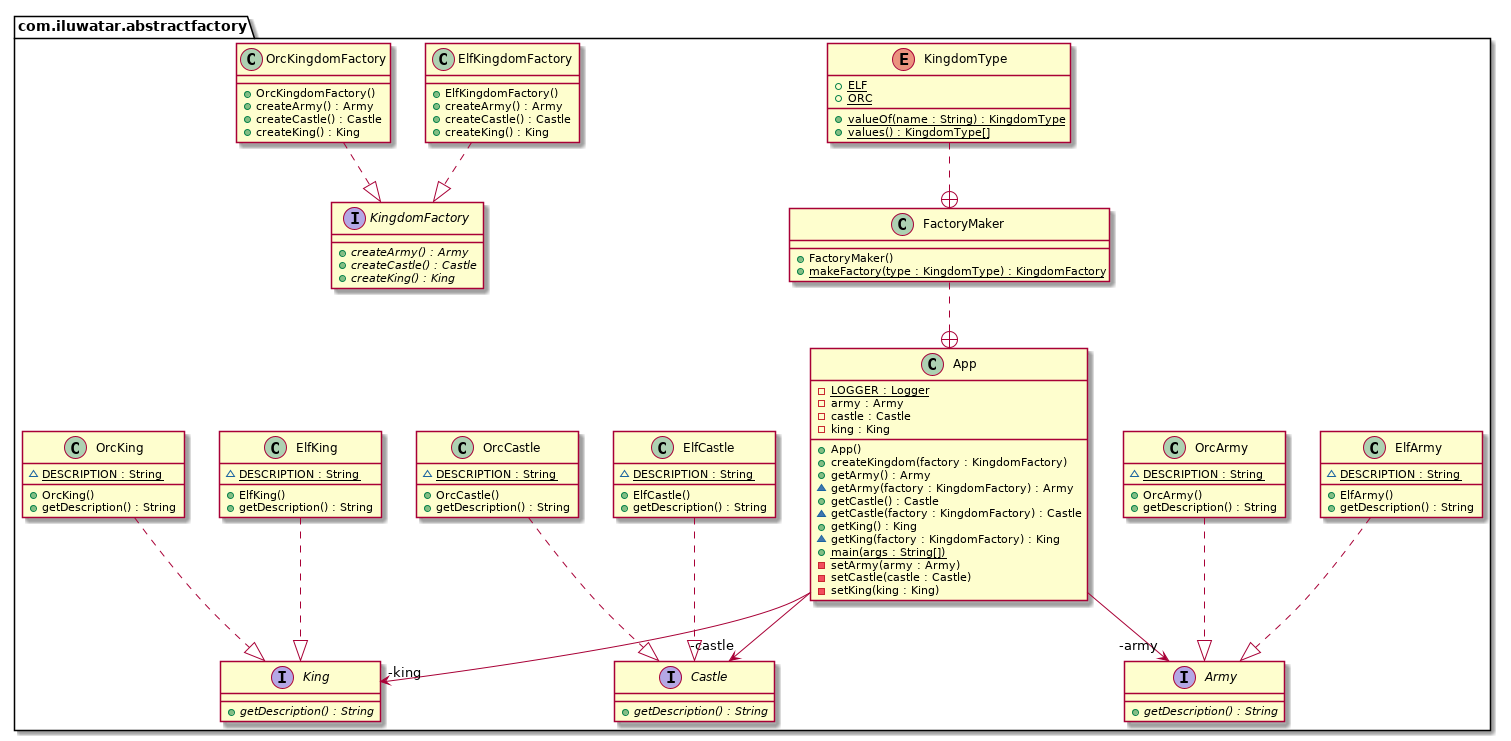 com.iluwatar.abstractfactory
C OrcKingdomFactory
OrcKingdomFactory()
createArmy() : Army
createCastle() : Castle
createKing() : King
C ElfKingdomFactory
ElfKingdomFactory()
createArmy() : Army
createCastle() : Castle
createKing() : King
E KingdomType
ELF
ORC
valueOf(name : String) : KingdomType
values() : KingdomType[]
I KingdomFactory
createArmy() : Army
createCastle() : Castle
createKing() : King
C FactoryMaker
FactoryMaker()
makeFactory(type : KingdomType) : KingdomFactory
C App
LOGGER : Logger
army : Army
castle : Castle
king : King
App()
createKingdom(factory : KingdomFactory)
getArmy() : Army
getArmy(factory : KingdomFactory) : Army
getCastle() : Castle
getCastle(factory : KingdomFactory) : Castle
getKing() : King
getKing(factory : KingdomFactory) : King
main(args : String[])
setArmy(army : Army)
setCastle(castle : Castle)
setKing(king : King)
C OrcKing
DESCRIPTION : String
OrcKing()
getDescription() : String
C ElfKing
DESCRIPTION : String
ElfKing()
getDescription() : String
C OrcCastle
DESCRIPTION : String
OrcCastle()
getDescription() : String
C ElfCastle
DESCRIPTION : String
ElfCastle()
getDescription() : String
C OrcArmy
DESCRIPTION : String
OrcArmy()
getDescription() : String
C ElfArmy
DESCRIPTION : String
ElfArmy()
getDescription() : String
-king
-castle
-army
I King
getDescription() : String
I Castle
getDescription() : String
I Army
getDescription() : String